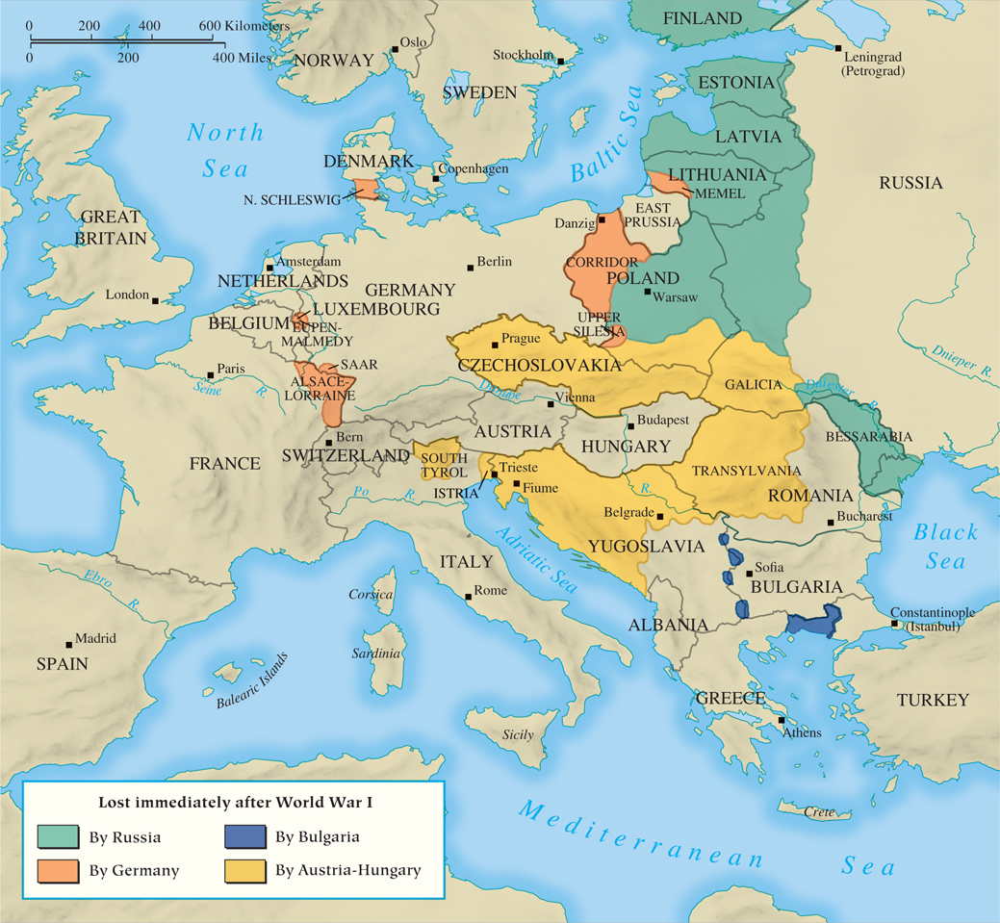 0 200 400 600 Kilometers
0 200 400 Miles
FINLAND
Oslo
NORWAY
Stockholm
Leningrad
(Petrograd)
SWEDEN
ESTONIA
North
Sea
Baltic Sea
LATVIA
DENMARK
Copenhagen
LITHUANIA
MEMEL
RUSSIA
N. SCHLESWIG
GREAT
BRITAIN
Danzig
EAST
PRUSSIA
Amsterdam
NETHERLANDS
Berlin
CORRIDOR
POLAND
Warsaw
London
GERMANY
LUXEMBOURG
BELGIUM
EUPEN-
MALMEDY
UPPER
SILESIA
Prague
CZECHOSLOVAKIA
SAAR
Paris
Seine R.
ALSACE-
LORRAINE
Dnieper R.
GALICIA
Dniester R.
Danube
Vienna
Bern
SWITZERLAND
AUSTRIA
Budapest
HUNGARY
BESSARABIA
FRANCE
SOUTH
TYROL
Trieste
TRANSYLVANIA
ISTRIA
Fiume
Po R.
R.
ROMANIA
Belgrade
Bucharest
Black
Sea
YUGOSLAVIA
Adriatic Sea
ITALY
Sofia
BULGARIA
Ebro R.
Corsica
Rome
ALBANIA
Constantinople
(Istanbul)
Madrid
SPAIN
Sardinia
Balearic Islands
GREECE
TURKEY
Athens
Sicily
Crete
Mediterranean Sea
Lost immediately after World War I
By Russia
By Bulgaria
By Germany
By Austria-Hungary